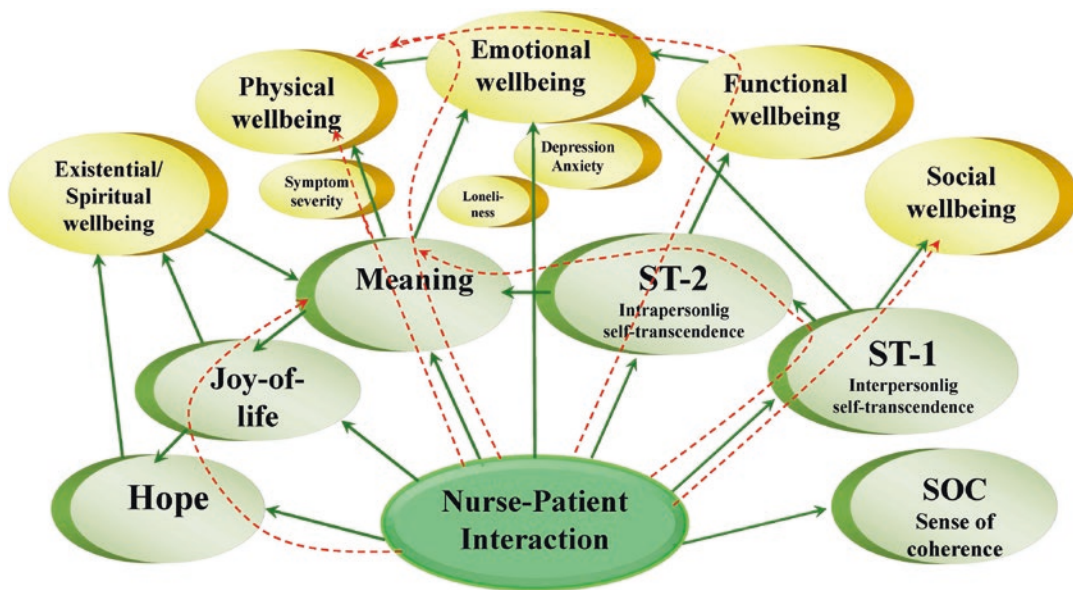 Emotional
wellbeing
Physical
wellbeing
Functional
wellbeing
Depression
Anxiety
Existential/
Spiritual
wellbeing
Symptom
severity
Loneli-
ness
Social
wellbeing
Meaning
ST-2
Intrapersonlig
self-transcendence
ST-1
Interpersonlig
self-transcendence
Joy-of-
life
Hope
Nurse-Patient
Interaction
SOC
Sense of
coherence